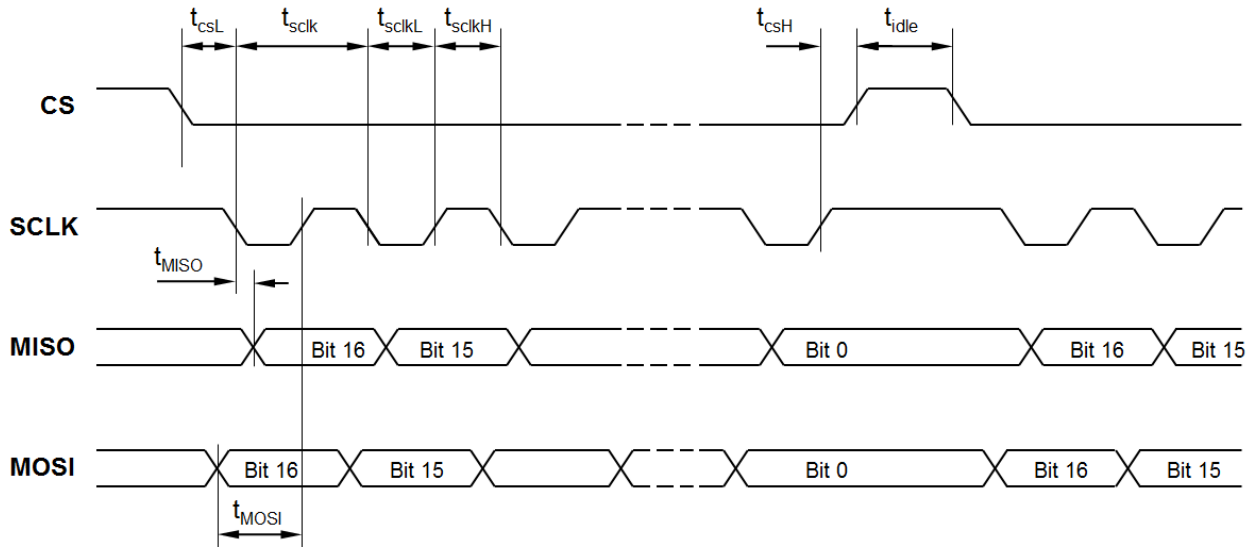 tcsL tsclk tsclkL tsclkH tcsH tidle
CS
SCLK
tMISO
MISO Bit 16 Bit 15 Bit 0 Bit 16 Bit 15
MOSI Bit 16 Bit 15 Bit 0 Bit 16 Bit 15
tMOSI